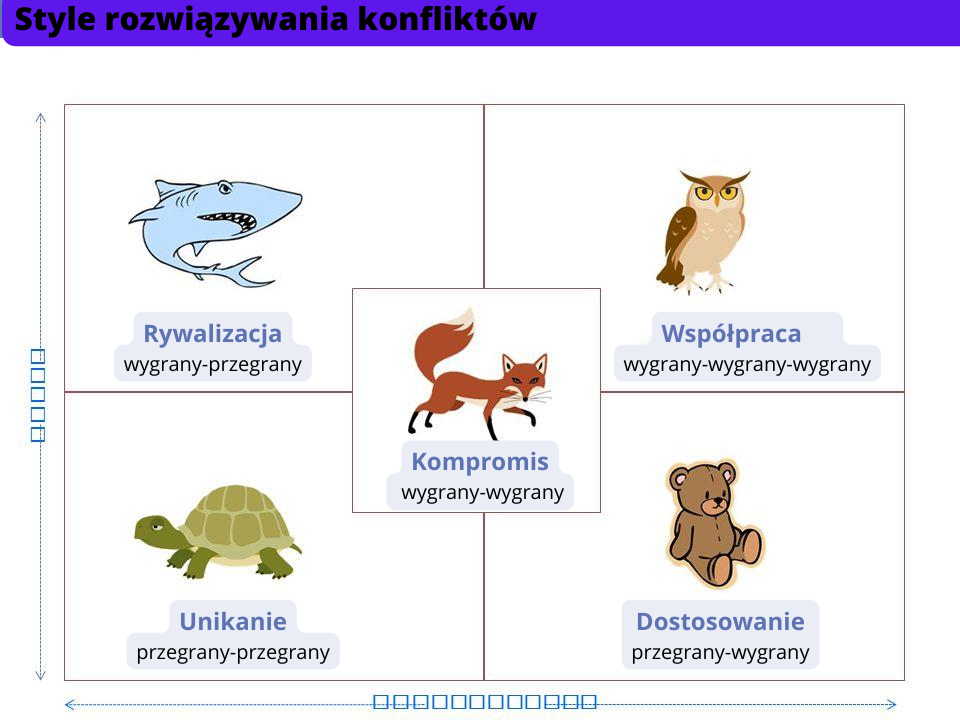 Style rozwiązywania konfliktów
Rywalizacja
wygrany-przegrany
Współpraca
wygrany-wygrany-wygrany
Kompromis
wygrany-wygrany
Unikanie
przegrany-przegrany
Dostosowanie
przegrany-wygrany